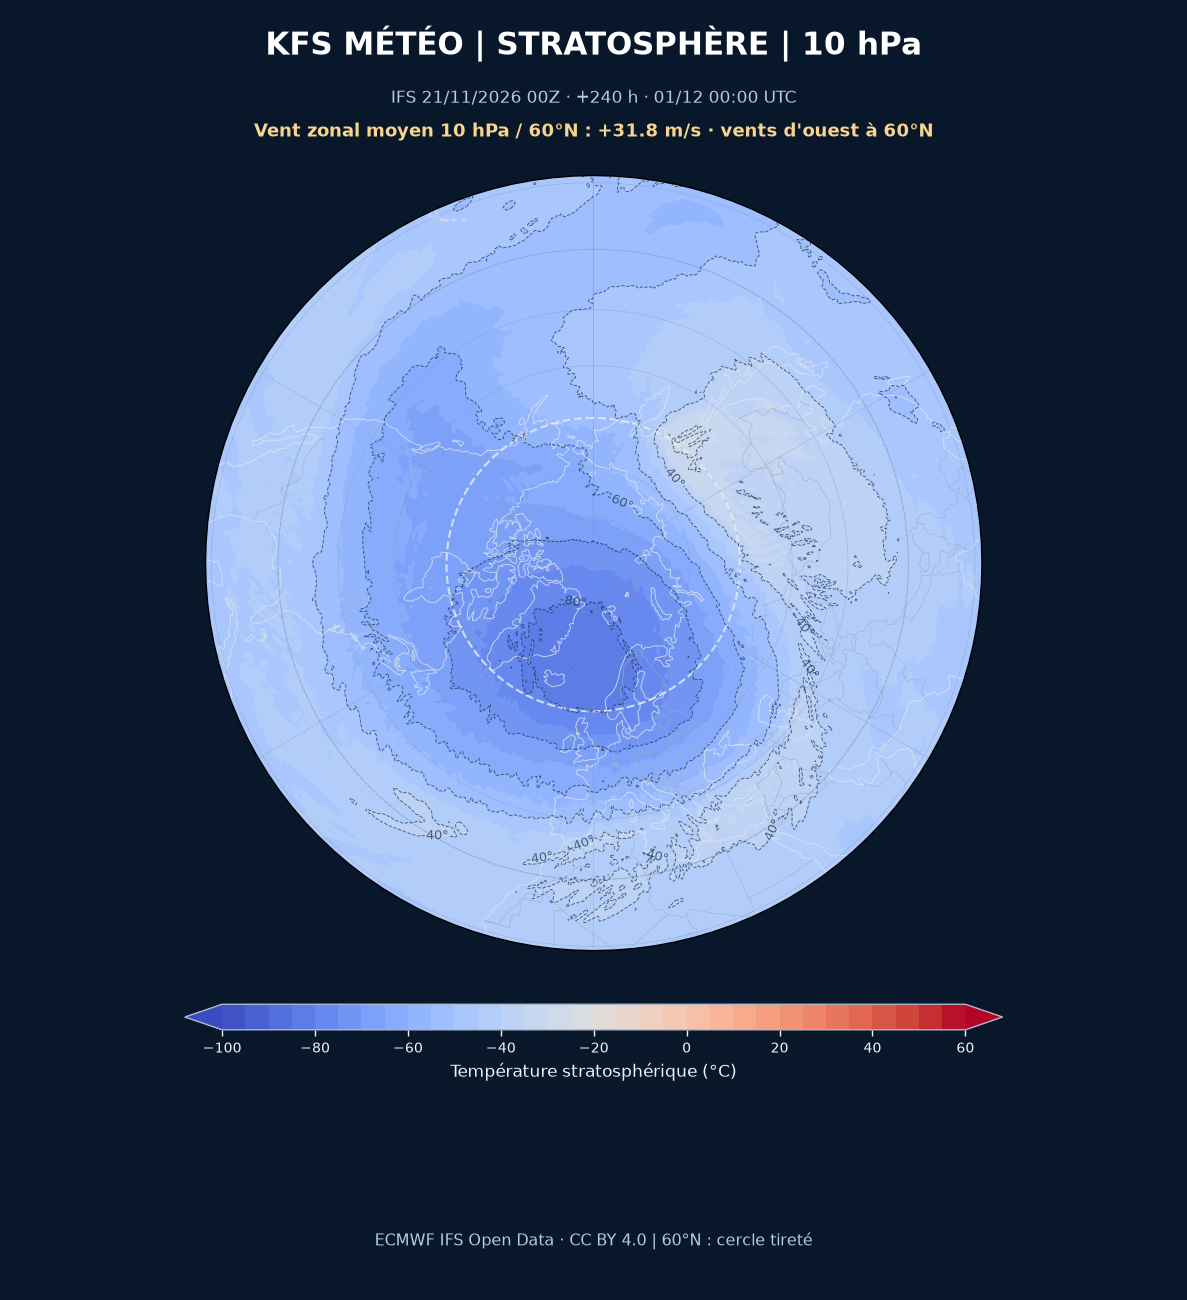 KFS MÉTÉO | STRATOSPHÈRE | 10 hPa
IFS 21/11/2026 00Z · +240 h · 01/12 00:00 UTC
Vent zonal moyen 10 hPa / 60°N : +31.8 m/s · vents d'ouest à 60°N
-40°
-60°
-80°
-40°
-40°
-40°
-40°
-40°
-40°
-40°
−100 −80 −60 −40 −20 0 20 40 60
Température stratosphérique (°C)
ECMWF IFS Open Data · CC BY 4.0 | 60°N : cercle tireté